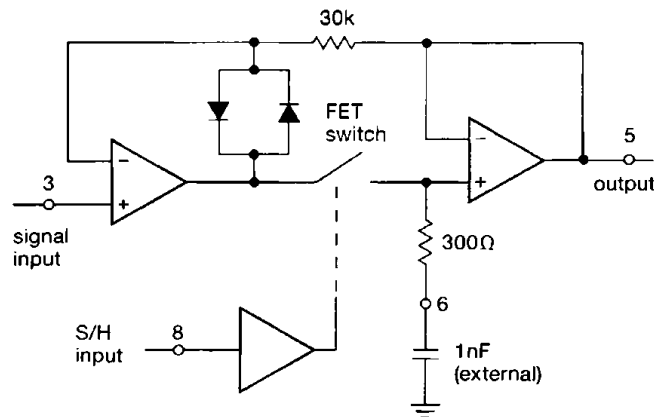 30k
FET
switch
−
−
5
output
3
+
+
signal
input
300Ω
6
S/H
input
8
1nF
(external)